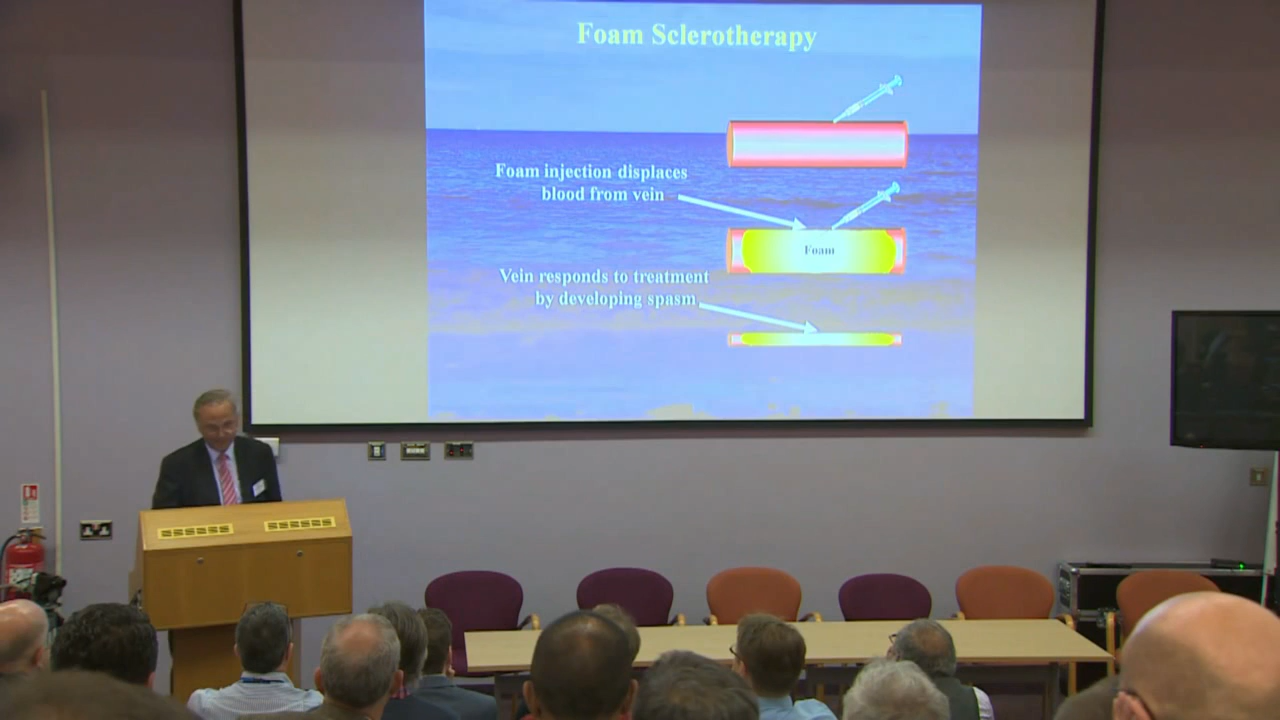 Foam Sclerotherapy
Foam injection displaces
blood from vein
Foam
Vein responds to treatment
by developing spasm